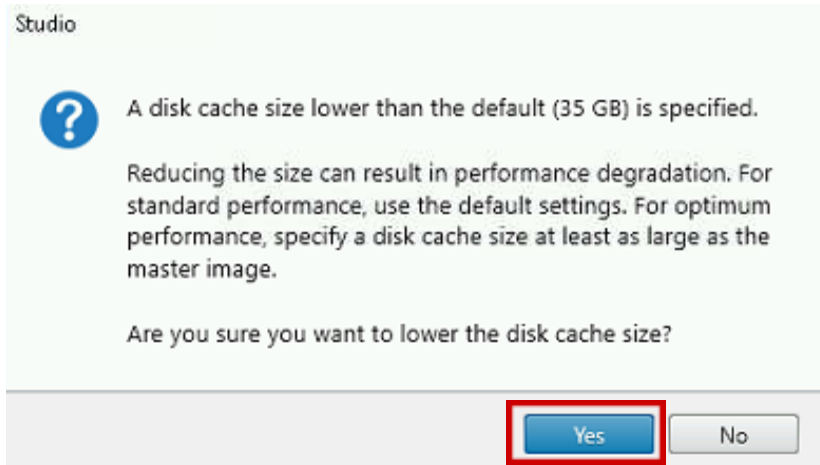 Studio
A disk cache size lower than the default (35 GB) is specified.
Reducing the size can result in performance degradation. For
standard performance, use the default settings. For optimum
performance, specify a disk cache size at least as large as the
master image.
Are you sure you want to lower the disk cache size?
Yes No